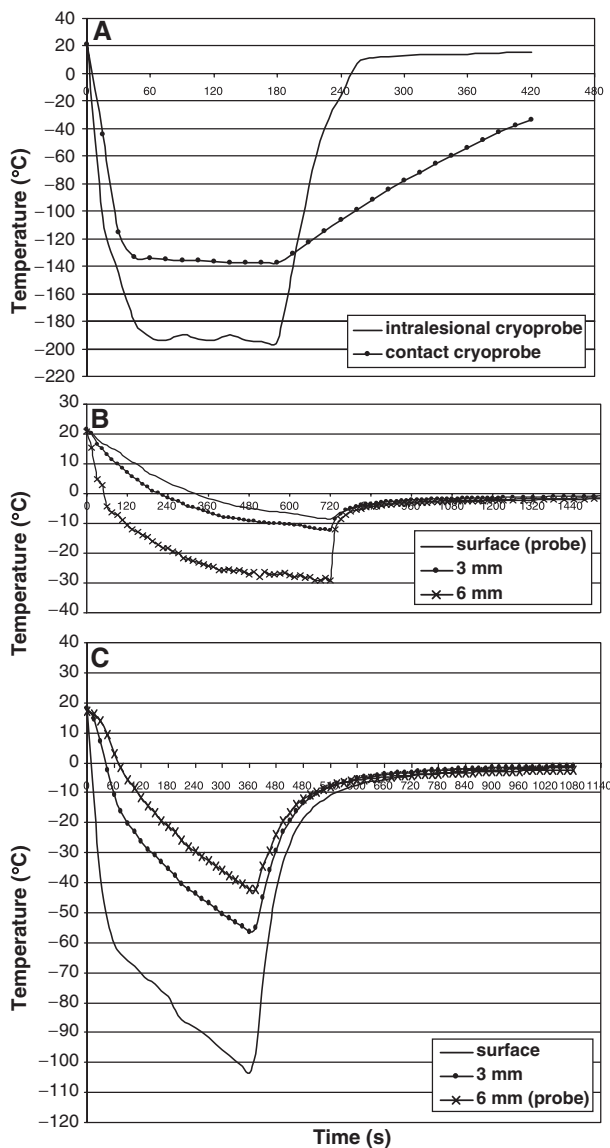 A
20
0
−20
−40
−60
−80
−100
−120
−140
−160
−180
−200
−220
0 60 120 180 240 300 360 420 480
Temperature (°C)
intralesional cryoprobe
contact cryoprobe
B
30
20
10
0
−10
−20
−30
−40
0 120 240 360 480 600 720 840 960 1080 1200 1320 1440
Temperature (°C)
surface (probe)
3 mm
6 mm
C
40
30
20
10
0
−10
−20
−30
−40
−50
−60
−70
−80
−90
−100
−110
−120
0 60 120 180 240 300 360 420 480 540 600 660 720 780 840 900 960 1020 1080 1140
Temperature (°C)
surface
3 mm
6 mm (probe)
Time (s)